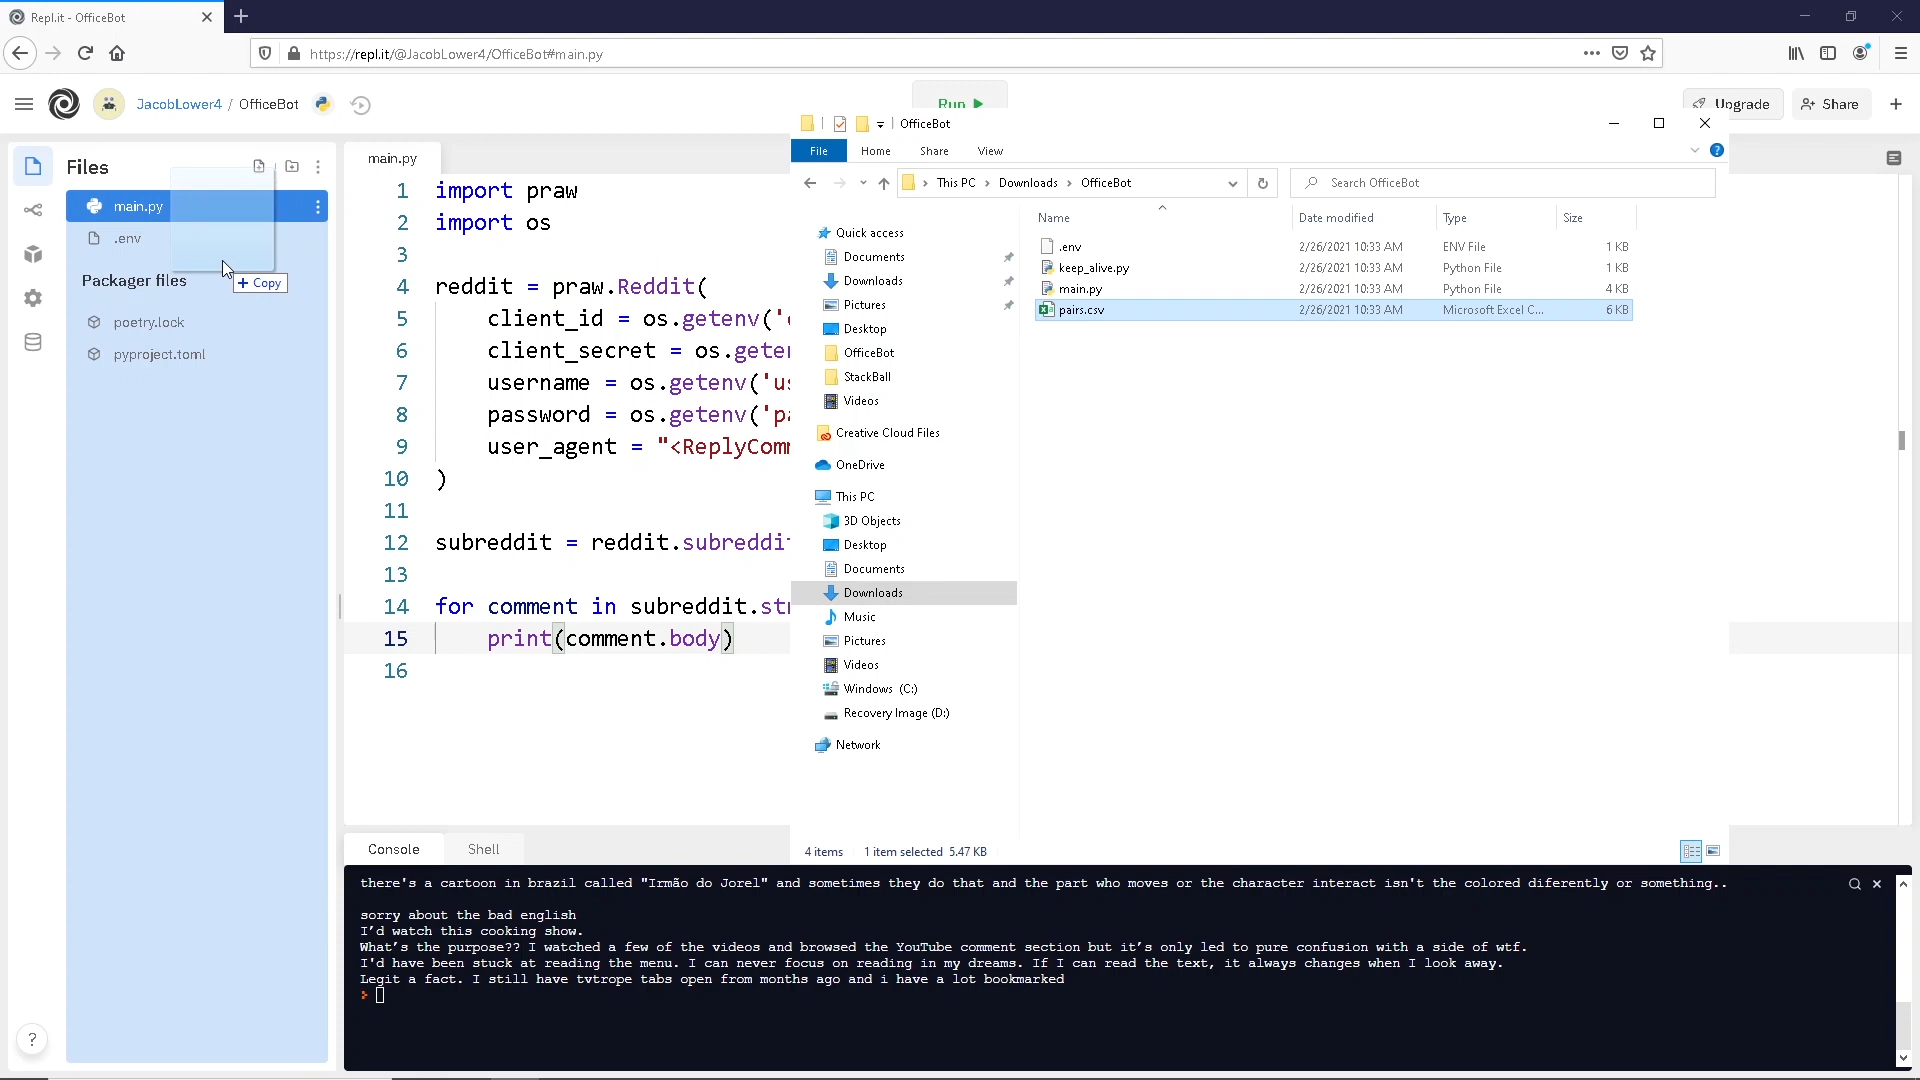 Repl.it - OfficeBot
https://repl.it/@JacobLower4/OfficeBot#main.py
JacobLower4 / OfficeBot
Run
Upgrade
Share
Files
main.py
.env
Copy
Packager files
poetry.lock
pyproject.toml
main.py
1 import praw
2 import os
3
4 reddit = praw.Reddit(
5 client_id = os.getenv('
6 client_secret = os.gete
7 username = os.getenv('us
8 password = os.getenv('pa
9 user_agent = "<ReplyCom
10 )
11
12 subreddit = reddit.subreddi
13
14 for comment in subreddit.st
15 print(comment.body)
16
OfficeBot
File Home Share View
This PC > Downloads > OfficeBot
Search OfficeBot
Name Date modified Type Size
.env 2/26/2021 10:33 AM ENV File 1 KB
keep_alive.py 2/26/2021 10:33 AM Python File 1 KB
main.py 2/26/2021 10:33 AM Python File 4 KB
pairs.csv 2/26/2021 10:33 AM Microsoft Excel C... 6 KB
Quick access
Documents
Downloads
Pictures
Desktop
OfficeBot
StackBall
Videos
Creative Cloud Files
OneDrive
This PC
3D Objects
Desktop
Documents
Downloads
Music
Pictures
Videos
Windows (C:)
Recovery Image (D:)
Network
4 items 1 item selected 5.47 KB
Console
Shell
there's a cartoon in brazil called "Irmão do Jorel" and sometimes they do that and the part who moves or the character interact isn't the colored diferently or something..
sorry about the bad english
I'd watch this cooking show.
What's the purpose?? I watched a few of the videos and browsed the YouTube comment section but it's only led to pure confusion with a side of wtf.
I'd have been stuck at reading the menu. I can never focus on reading in my dreams. If I can read the text, it always changes when I look away.
Legit a fact. I still have tvtrope tabs open from months ago and i have a lot bookmarked